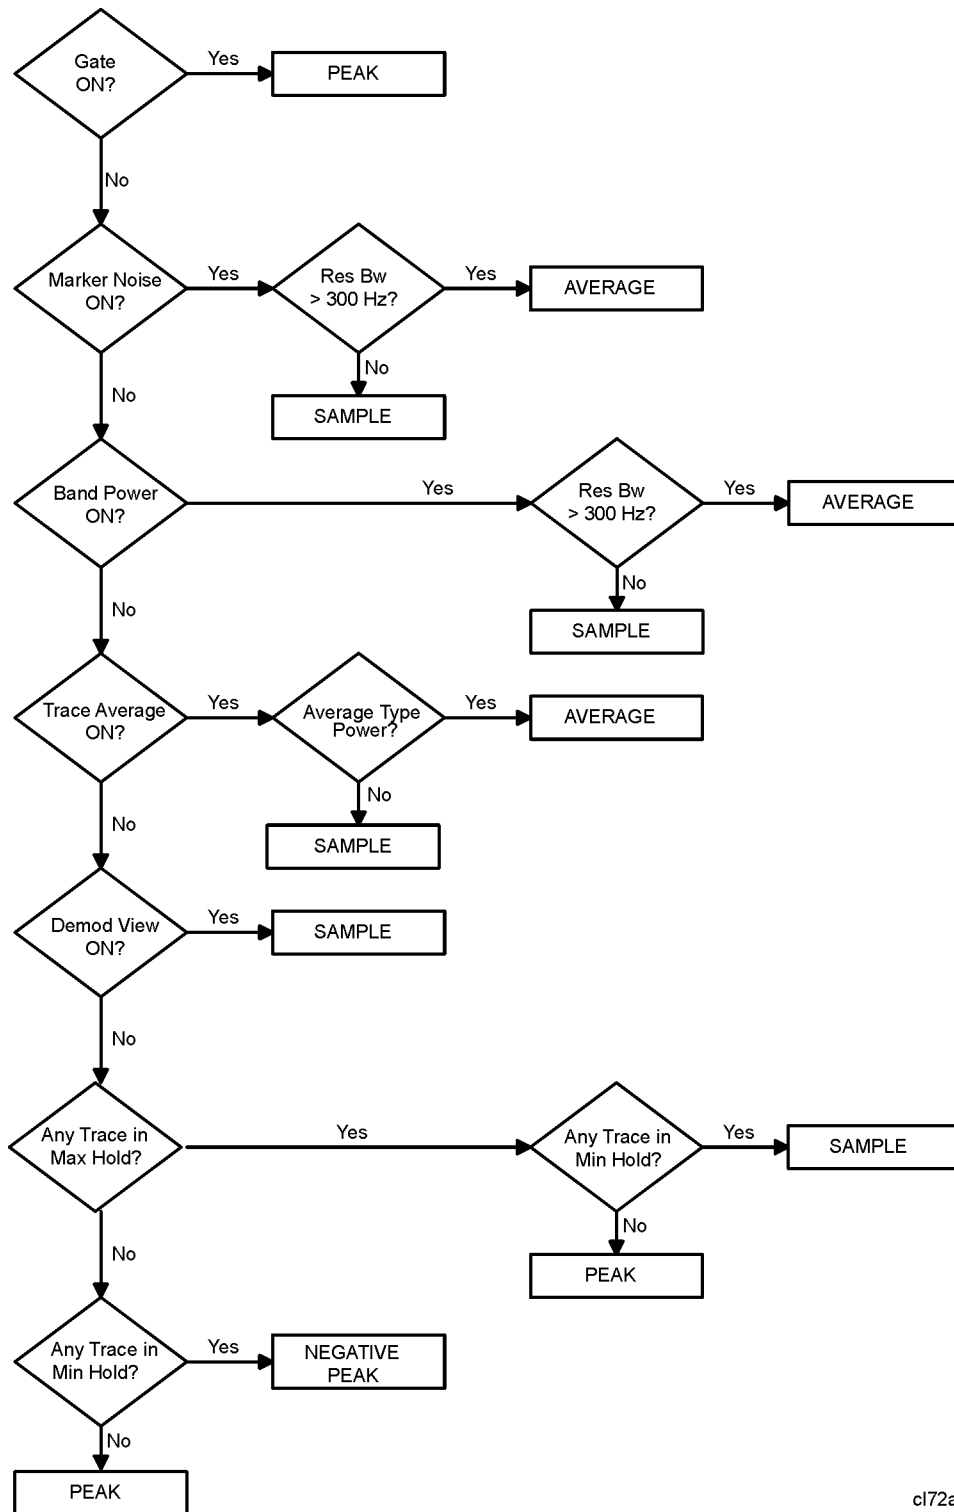 Gate
ON?
Yes
PEAK
No
Marker Noise
ON?
Yes
Res Bw
> 300 Hz?
Yes
AVERAGE
No
SAMPLE
No
Band Power
ON?
Yes
Res Bw
> 300 Hz?
Yes
AVERAGE
No
SAMPLE
No
Trace Average
ON?
Yes
Average Type
Power?
Yes
AVERAGE
No
SAMPLE
No
Demod View
ON?
Yes
SAMPLE
No
Any Trace in
Max Hold?
Yes
Any Trace in
Min Hold?
Yes
SAMPLE
No
PEAK
No
Any Trace in
Min Hold?
Yes
NEGATIVE
PEAK
No
PEAK
cl72a